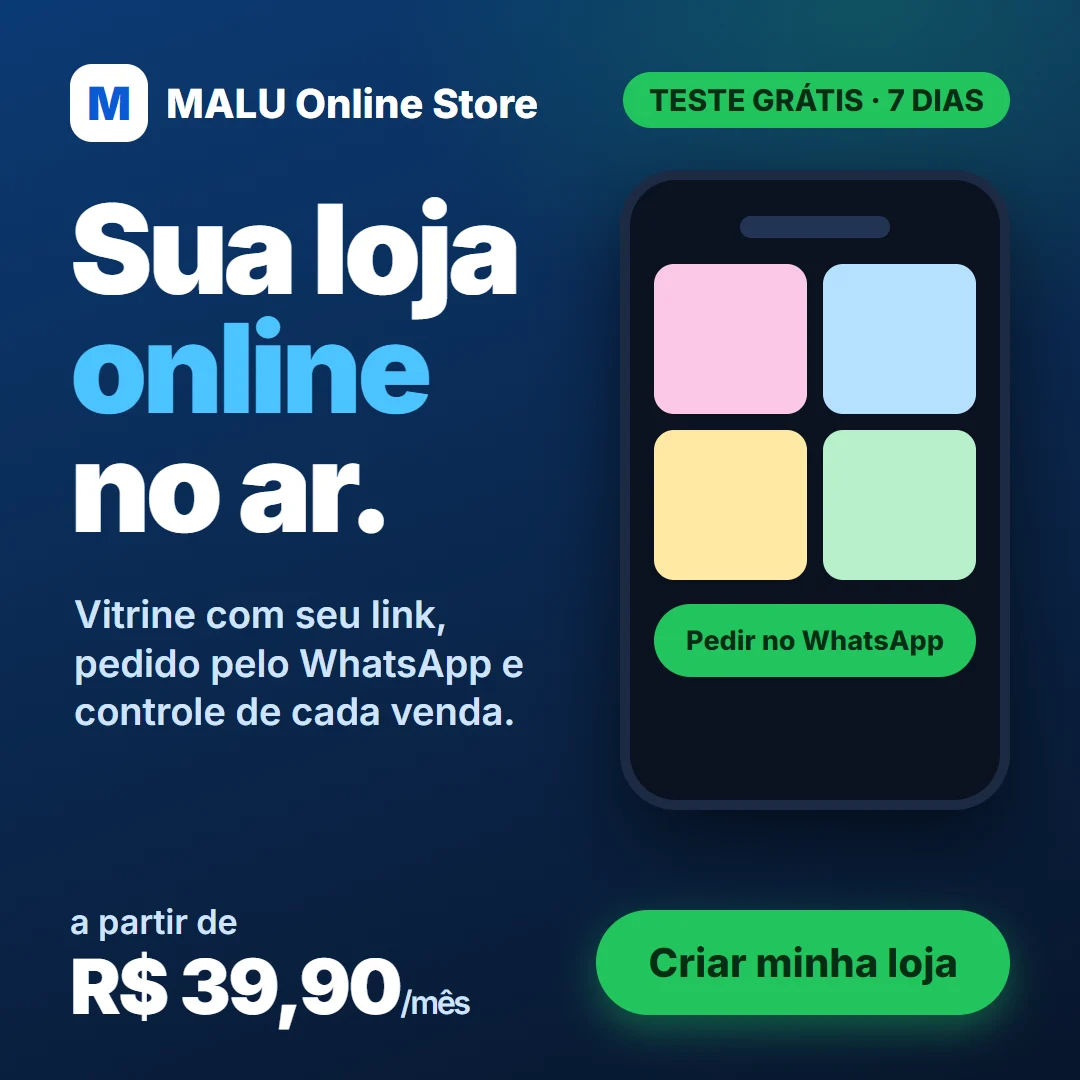 M
MALU Online Store
TESTE GRÁTIS · 7 DIAS
Sua loja
online
no ar.
Vitrine com seu link,
pedido pelo WhatsApp e
controle de cada venda.
Pedir no WhatsApp
a partir de
R$ 39,90/mês
Criar minha loja